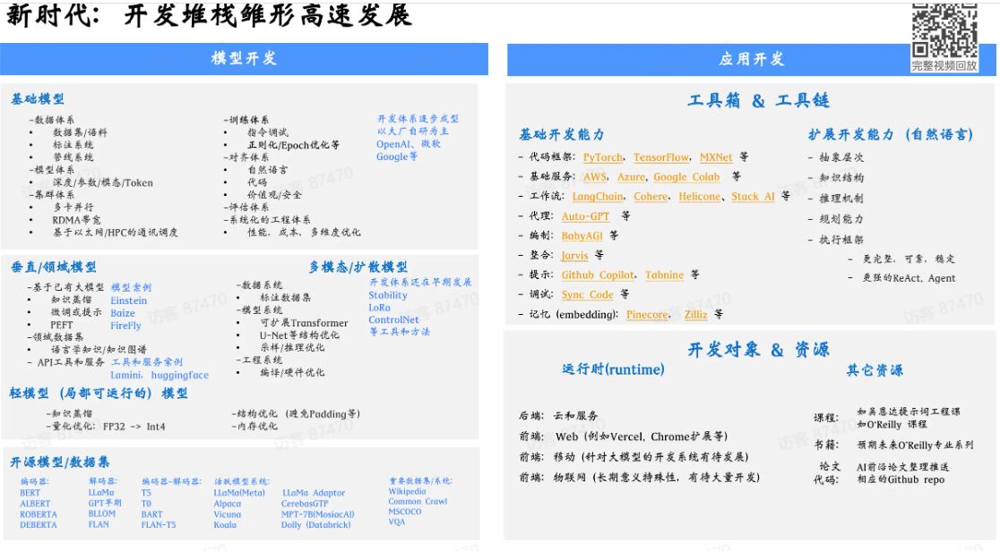 新时代：开发堆栈雏形高速发展
完整视频回放
模型开发
基础模型
-数据体系
• 数据集/语料
• 标注系统
• 管线系统
-模型体系
• 深度/参数/模态/Token
-集群体系
• 多卡并行
• RDMA带宽
• 基于以太网/HPC的通讯调度
-训练体系
• 指令调试
• 正则化/Epoch优化等
-对齐体系
• 自然语言
• 代码
• 价值观/安全
-评估体系
-系统化的工程体系
• 性能，成本，多维度优化
开发体系逐步成型
以大厂自研为主
OpenAI、微软
Google等
垂直/领域模型
-基于已有大模型 模型案例
• 知识蒸馏 Einstein
• 微调或提示 Baize
• PEFT FireFly
-领域数据集
• 语言学知识/知识图谱
- API工具和服务 工具和服务案例
Lamini, huggingface
多模态/扩散模型
-数据系统
• 标注数据集
-模型系统
• 可扩展Transformer
• U-Net等结构优化
• 采样/推理优化
-工程系统
• 编译/硬件优化
开发体系还在早期发展
Stability
LoRa
ControlNet
等工具和方法
轻模型（局部可运行的）模型
-知识蒸馏
-量化优化：FP32 -> Int4
-结构优化（避免Padding等）
-内存优化
开源模型/数据集
编码器：
BERT
ALBERT
ROBERTA
DEBERTA
解码器：
LLaMa
GPT早期
BLLOM
FLAN
编码器-解码器：
T5
T0
BART
FLAN-T5
活跃模型系统：
LLaMa(Meta) LLaMa Adaptor
Alpaca CerebasGTP
Vicuna MPT-7B(MosiacAI)
Koala Dolly (Databrick)
重要数据集/系统：
Wikipedia
Common Crawl
MSCOCO
VQA
应用开发
工具箱 & 工具链
基础开发能力
- 代码框架：PyTorch, TensorFlow, MXNet 等
- 基础服务：AWS, Azure, Google Colab 等
- 工作流：LangChain, Cohere, Helicone、Stack AI 等
- 代理：Auto-GPT 等
- 编制：BabyAGI 等
- 整合：Jarvis 等
- 提示：Github Copilot, Tabnine 等
- 调试：Sync Code 等
- 记忆 (embedding)：Pinecore, Zilliz 等
扩展开发能力（自然语言）
- 抽象层次
- 知识结构
- 推理机制
- 规划能力
- 执行框架
- 更完整，可靠，稳定
- 更强的ReAct, Agent
开发对象 & 资源
运行时(runtime)
后端：云和服务
前端：Web (例如Vercel, Chrome扩展等)
前端：移动 (针对大模型的开发系统有待发展)
前端：物联网 (长期意义特殊性，有待大量开发)
其它资源
课程：如吴恩达提示词工程课
如O'Reilly 课程
书籍：预期未来O'Reilly专业系列
论文 AI前沿论文整理推送
代码：相应的Github repo
访客 87470